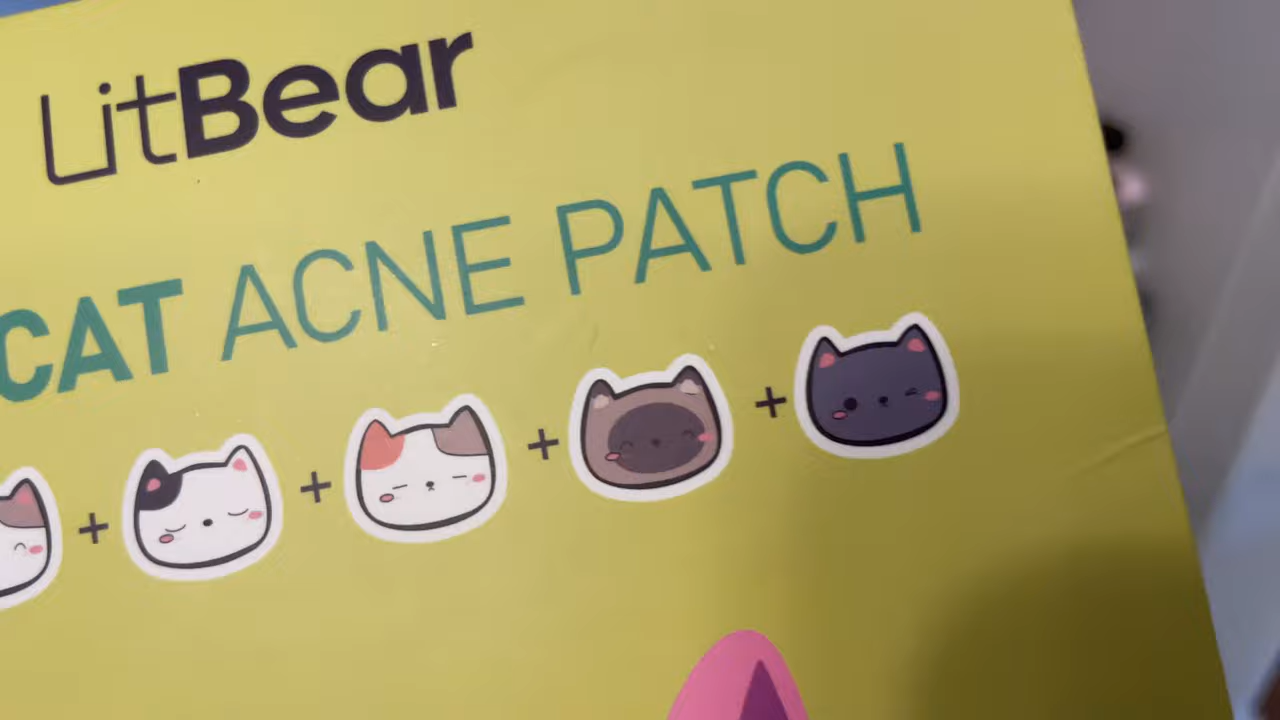 LitBear
CAT ACNE PATCH
+ + + +